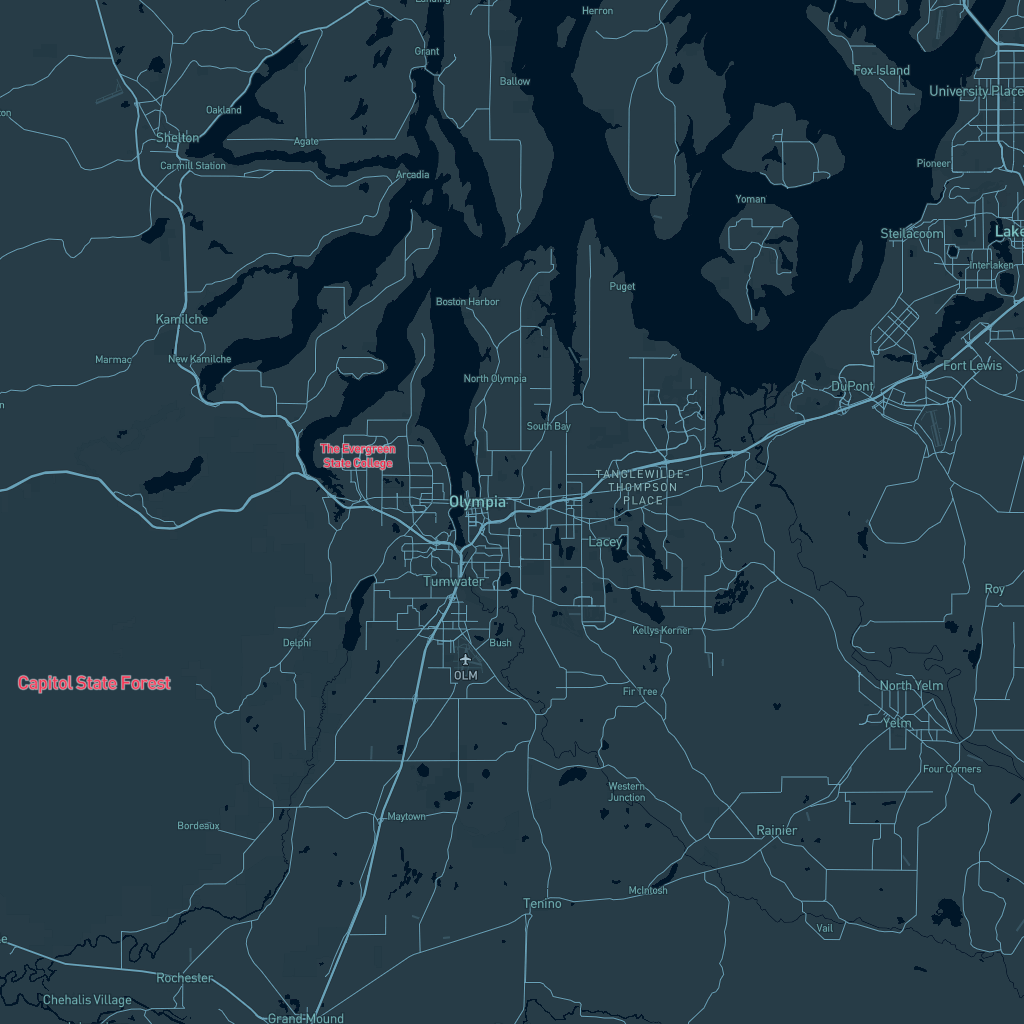 Herron
Grant
Fox Island
Ballow
University Place
Oakland
Shelton
Agate
Carmill Station
Pioneer
Arcadia
Yoman
Steilacoom
Lake
Interlaken
Puget
Boston Harbor
Kamilche
Marmac
New Kamilche
Fort Lewis
North Olympia
DuPont
South Bay
The Evergreen
State College
TANGLEWILDE-
THOMPSON
PLACE
Olympia
Lacey
Tumwater
Roy
Kellys Korner
Delphi
Bush
OLM
Capitol State Forest
Fir Tree
North Yelm
Yelm
Four Corners
Western
Junction
Maytown
Bordeaux
Rainier
McIntosh
Tenino
Vail
Rochester
Chehalis Village
Grand Mound